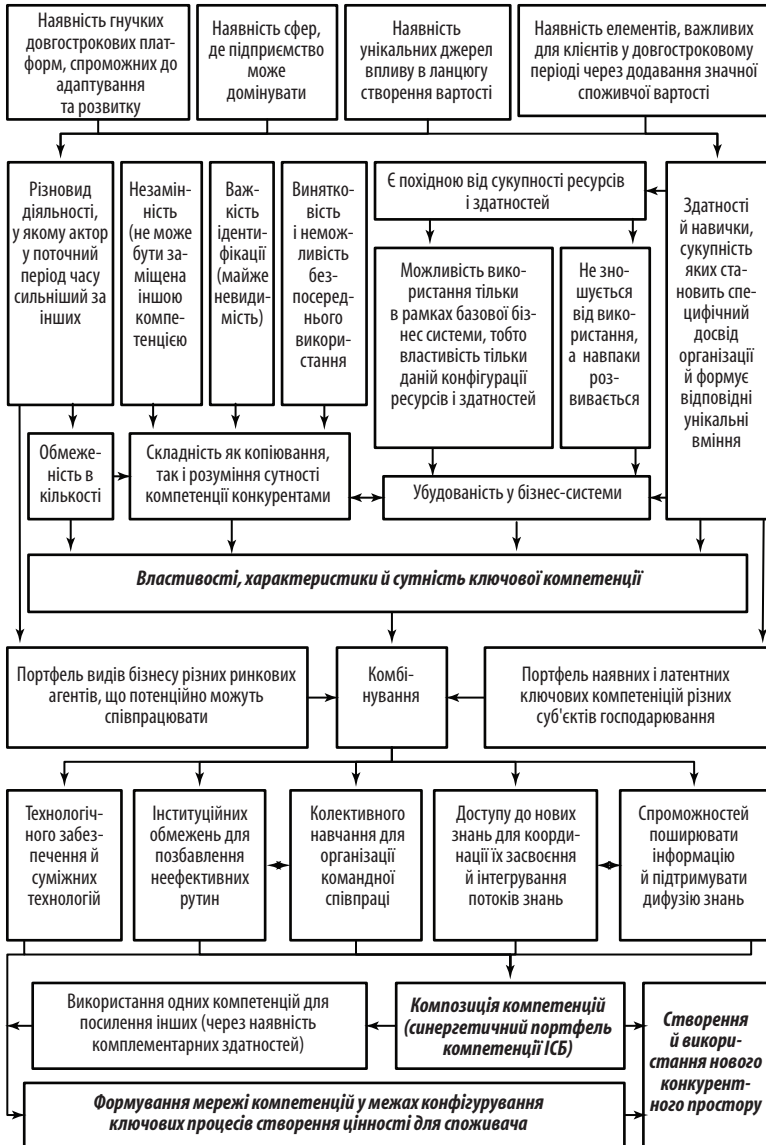 Наявність гнучких
довгострокових плат-
форм, спроможних до
адаптування
та розвитку
Наявність сфер,
де підприємство
може
домінувати
Наявність
унікальних джерел
впливу в ланцюгу
створення вартості
Наявність елементів, важливих
для клієнтів у довгостроковому
періоді через додавання значної
споживчої вартості
Різновид
діяльності,
у якому актор
у поточний
період часу
сильніший за
інших
Незамін-
ність
(не може
бути за-
міщена
іншою
компе-
тенцією
Важ-
кість
іденти-
фікації
(майже
невиди-
мість)
Винятко-
вість
і неможли-
вість
без-
посеред-
нього
викори-
стання
Є похідною від сукупності ресурсів
і здатностей
Можливість вико-
ристання тільки
в рамках базової біз-
нес системи, тобто
властивість тільки
даній конфігурації
ресурсів і здатностей
Не зно-
шується
від вико-
ристання,
а навпаки
роз-
вивається
Здатності
й навички,
сукупність
яких ста-
новить спе-
цифічний
досвід
організації
й формує
відповідні
унікальні
вміння
Обмеже-
ність в
кількості
Складність як копіювання,
так і розуміння сутності
компетенції конкурентами
Убудованість у бізнес-системи
Властивості, характеристики й сутність ключової компетенції
Портфель видів бізнесу різних ринкових
агентів, що потенційно можуть
співпрацювати
Комбі-
нування
Портфель наявних і латентних
ключових компетеніцій різних
суб'єктів господарювання
Технологіч-
ного забез-
печення й
суміжних
технологій
Інституційних
обмежень для
позбавлення
неефективних
рутин
Колективного
навчання для
організації
командної
співпраці
Доступу до нових
знань для коорди-
нації їх засвоєння
й інтегрування
потоків знань
Спроможностей
поширювати
інформацію
й підтримувати
дифузію знань
Використання одних компетенцій для
посилення інших (через наявність
комплементарних здатностей)
Композиція компетенцій
(синергетичний портфель
компетенції ІСБ)
Створення
й викори-
стання нового
конкурент-
ного простору
Формування мережі компетенцій у межах конфігурування
ключових процесів створення цінності для споживача